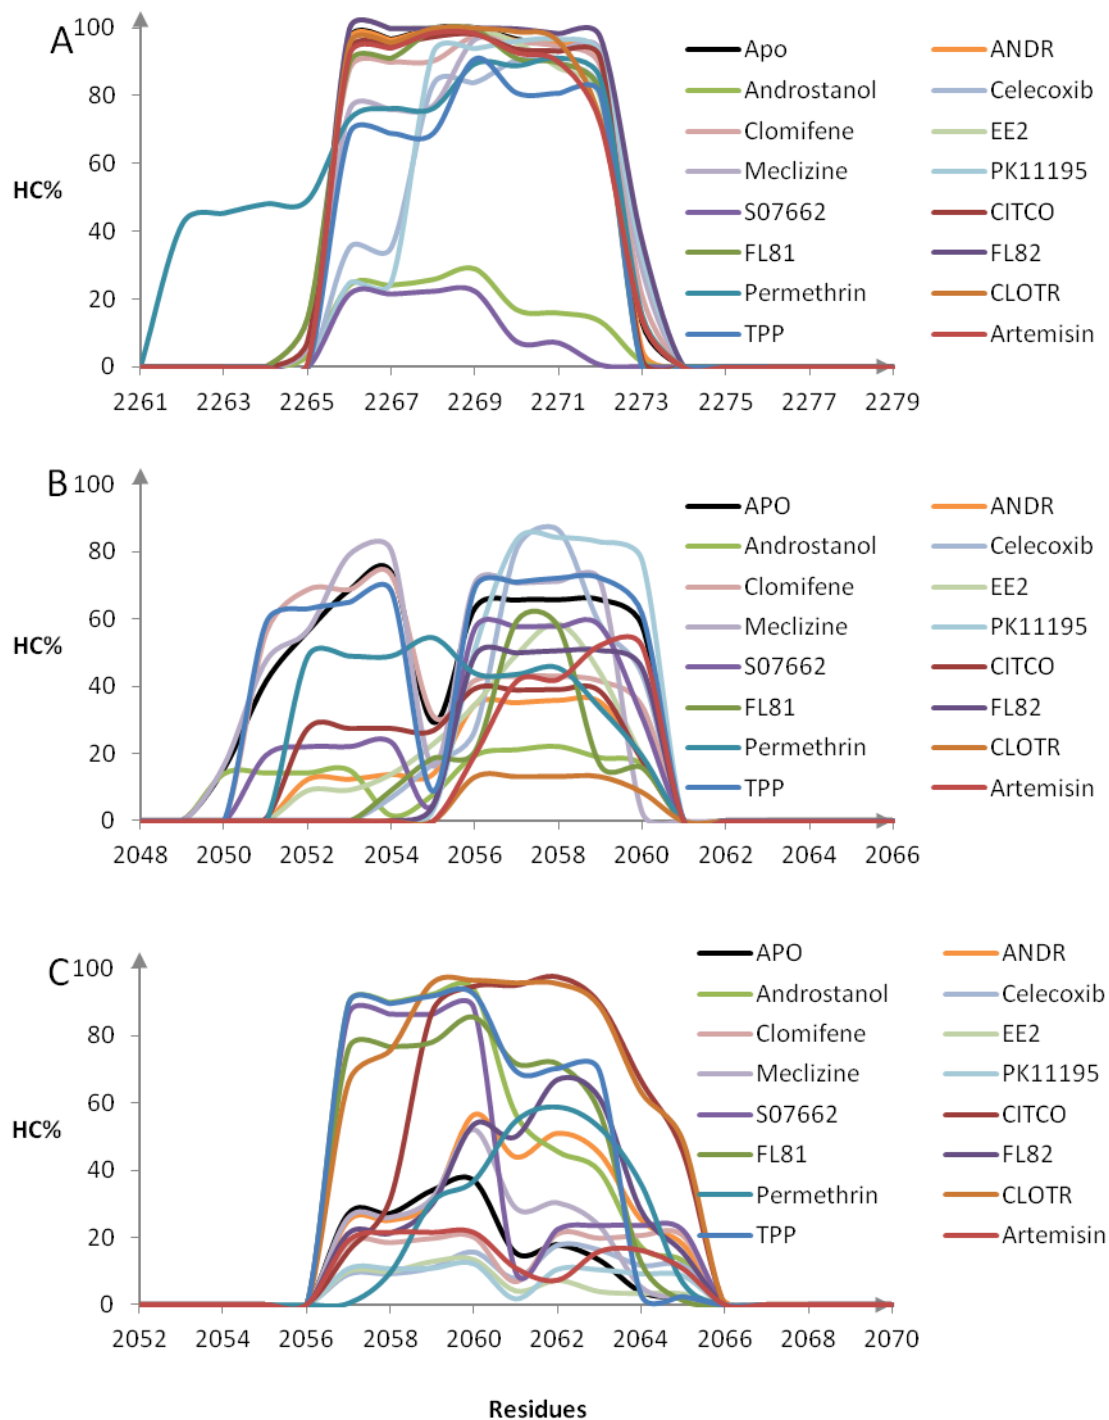 A
100
80
60
40
20
0
HC%
2261 2263 2265 2267 2269 2271 2273 2275 2277 2279
Apo ANDR
Androstanol Celecoxib
Clomifene EE2
Meclizine PK11195
S07662 CITCO
FL81 FL82
Permethrin CLOTR
TPP Artemisin
B
100
80
60
40
20
0
HC%
2048 2050 2052 2054 2056 2058 2060 2062 2064 2066
APO ANDR
Androstanol Celecoxib
Clomifene EE2
Meclizine PK11195
S07662 CITCO
FL81 FL82
Permethrin CLOTR
TPP Artemisin
C
100
80
60
40
20
0
HC%
2052 2054 2056 2058 2060 2062 2064 2066 2068 2070
APO ANDR
Androstanol Celecoxib
Clomifene EE2
Meclizine PK11195
S07662 CITCO
FL81 FL82
Permethrin CLOTR
TPP Artemisin
Residues